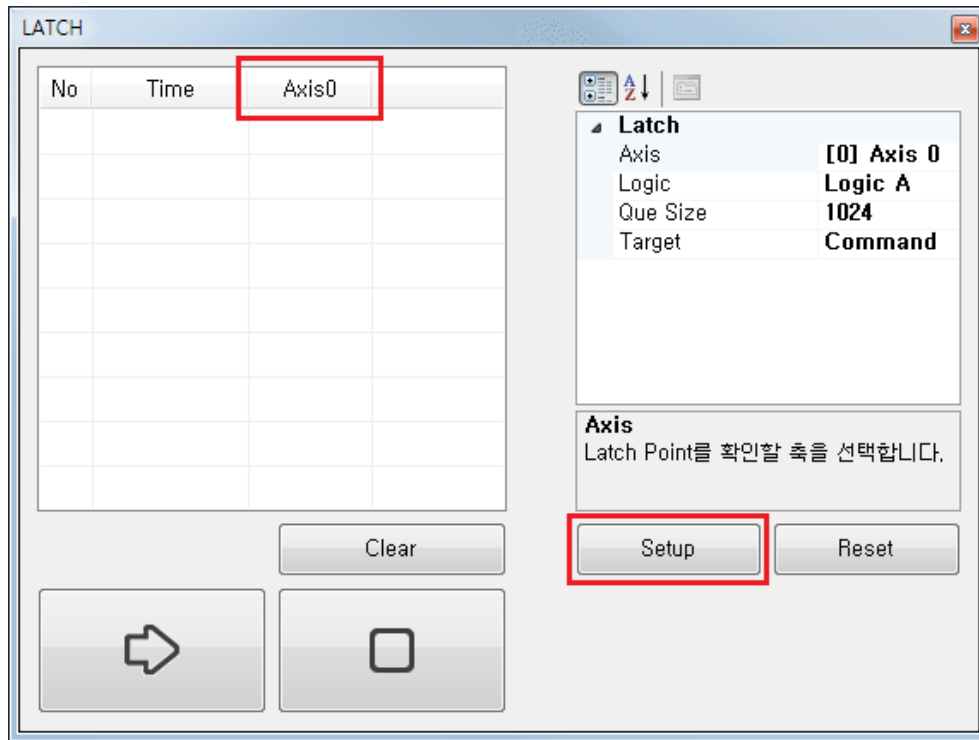 LATCH
No Time Axis0
Latch
Axis [0] Axis 0
Logic Logic A
Que Size 1024
Target Command
Axis
Latch Point를 확인할 축을 선택합니다.
Clear
Setup Reset